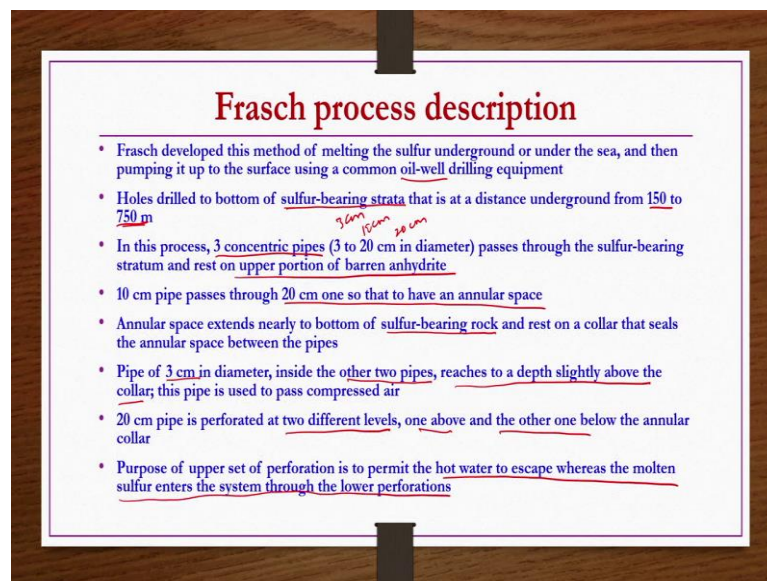 Frasch process description
• Frasch developed this method of melting the sulfur underground or under the sea, and then
pumping it up to the surface using a common oil-well drilling equipment
• Holes drilled to bottom of sulfur-bearing strata that is at a distance underground from 150 to
750 m
3 cm
20 cm
• In this process, 3 concentric pipes (3 to 20 cm in diameter) passes through the sulfur-bearing
stratum and rest on upper portion of barren anhydrite
• 10 cm pipe passes through 20 cm one so that to have an annular space
• Annular space extends nearly to bottom of sulfur-bearing rock and rest on a collar that seals
the annular space between the pipes
• Pipe of 3 cm in diameter, inside the other two pipes, reaches to a depth slightly above the
collar; this pipe is used to pass compressed air
• 20 cm pipe is perforated at two different levels, one above and the other one below the annular
collar
• Purpose of upper set of perforation is to permit the hot water to escape whereas the molten
sulfur enters the system through the lower perforations